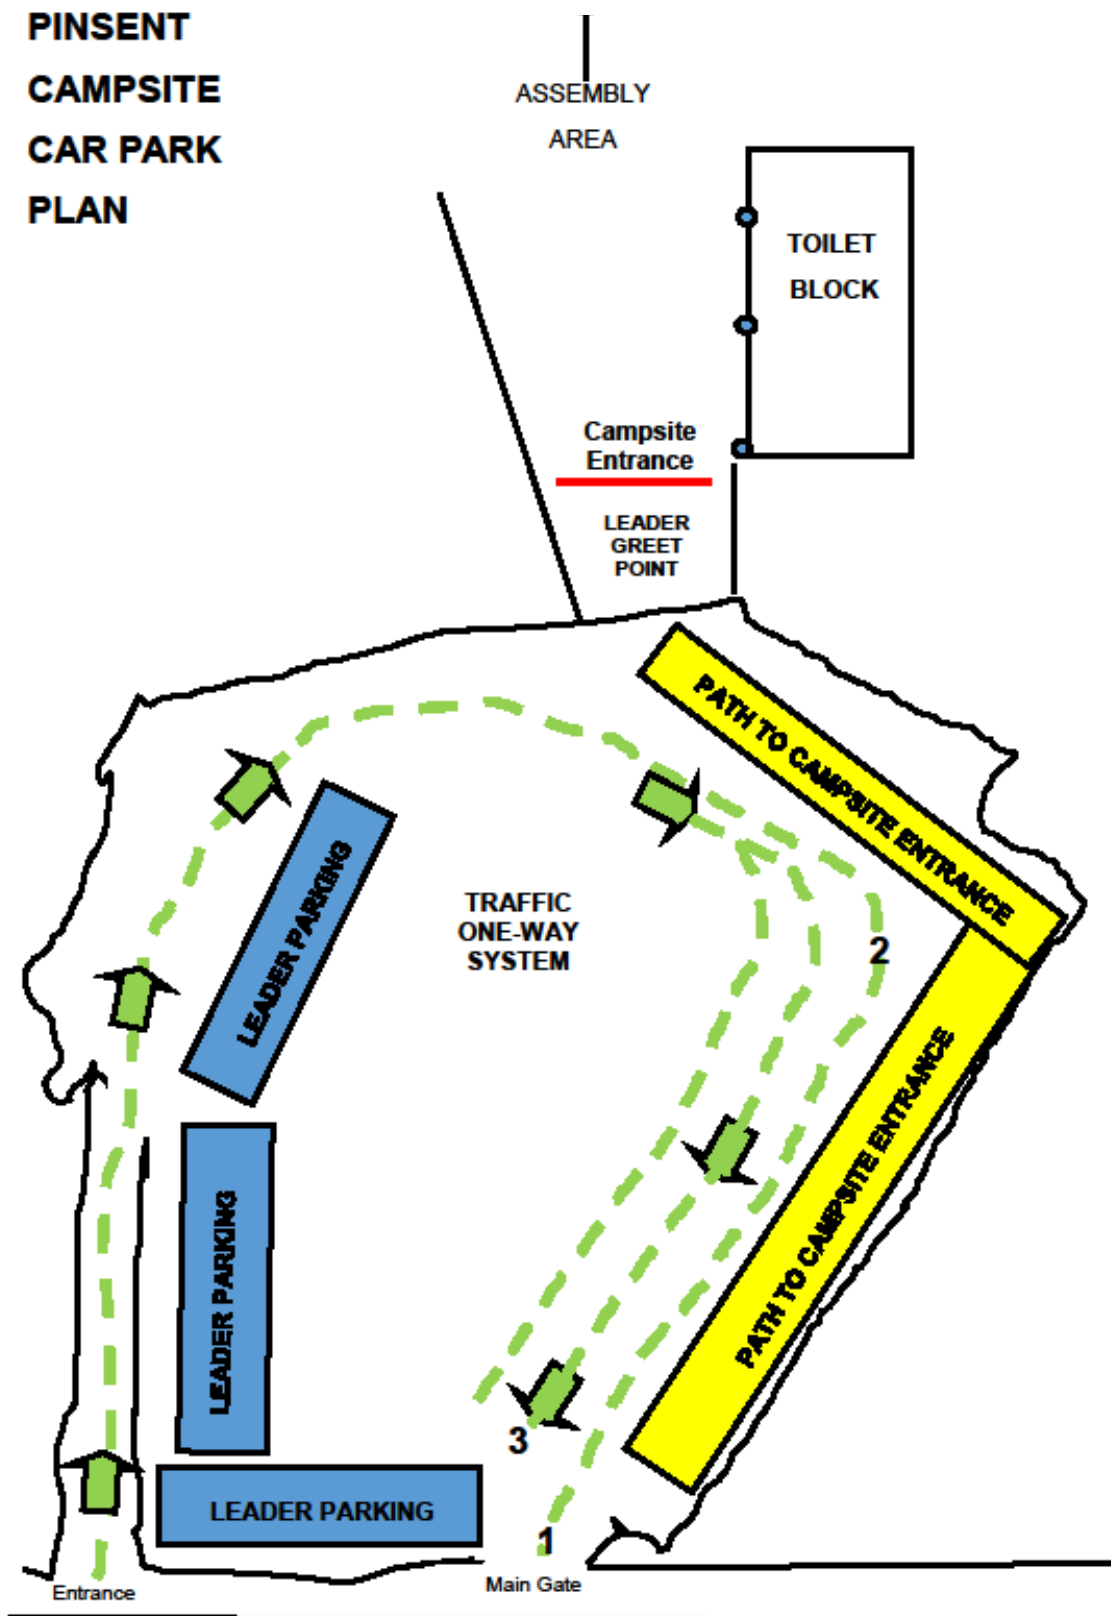 PINSENT
CAMPSITE
CAR PARK
PLAN
ASSEMBLY
AREA
TOILET
BLOCK
Campsite
Entrance
LEADER
GREET
POINT
PATH TO CAMPSITE ENTRANCE
LEADER PARKING
TRAFFIC
ONE-WAY
SYSTEM
2
PATH TO CAMPSITE ENTRANCE
LEADER PARKING
3
LEADER PARKING
1
Entrance
Main Gate